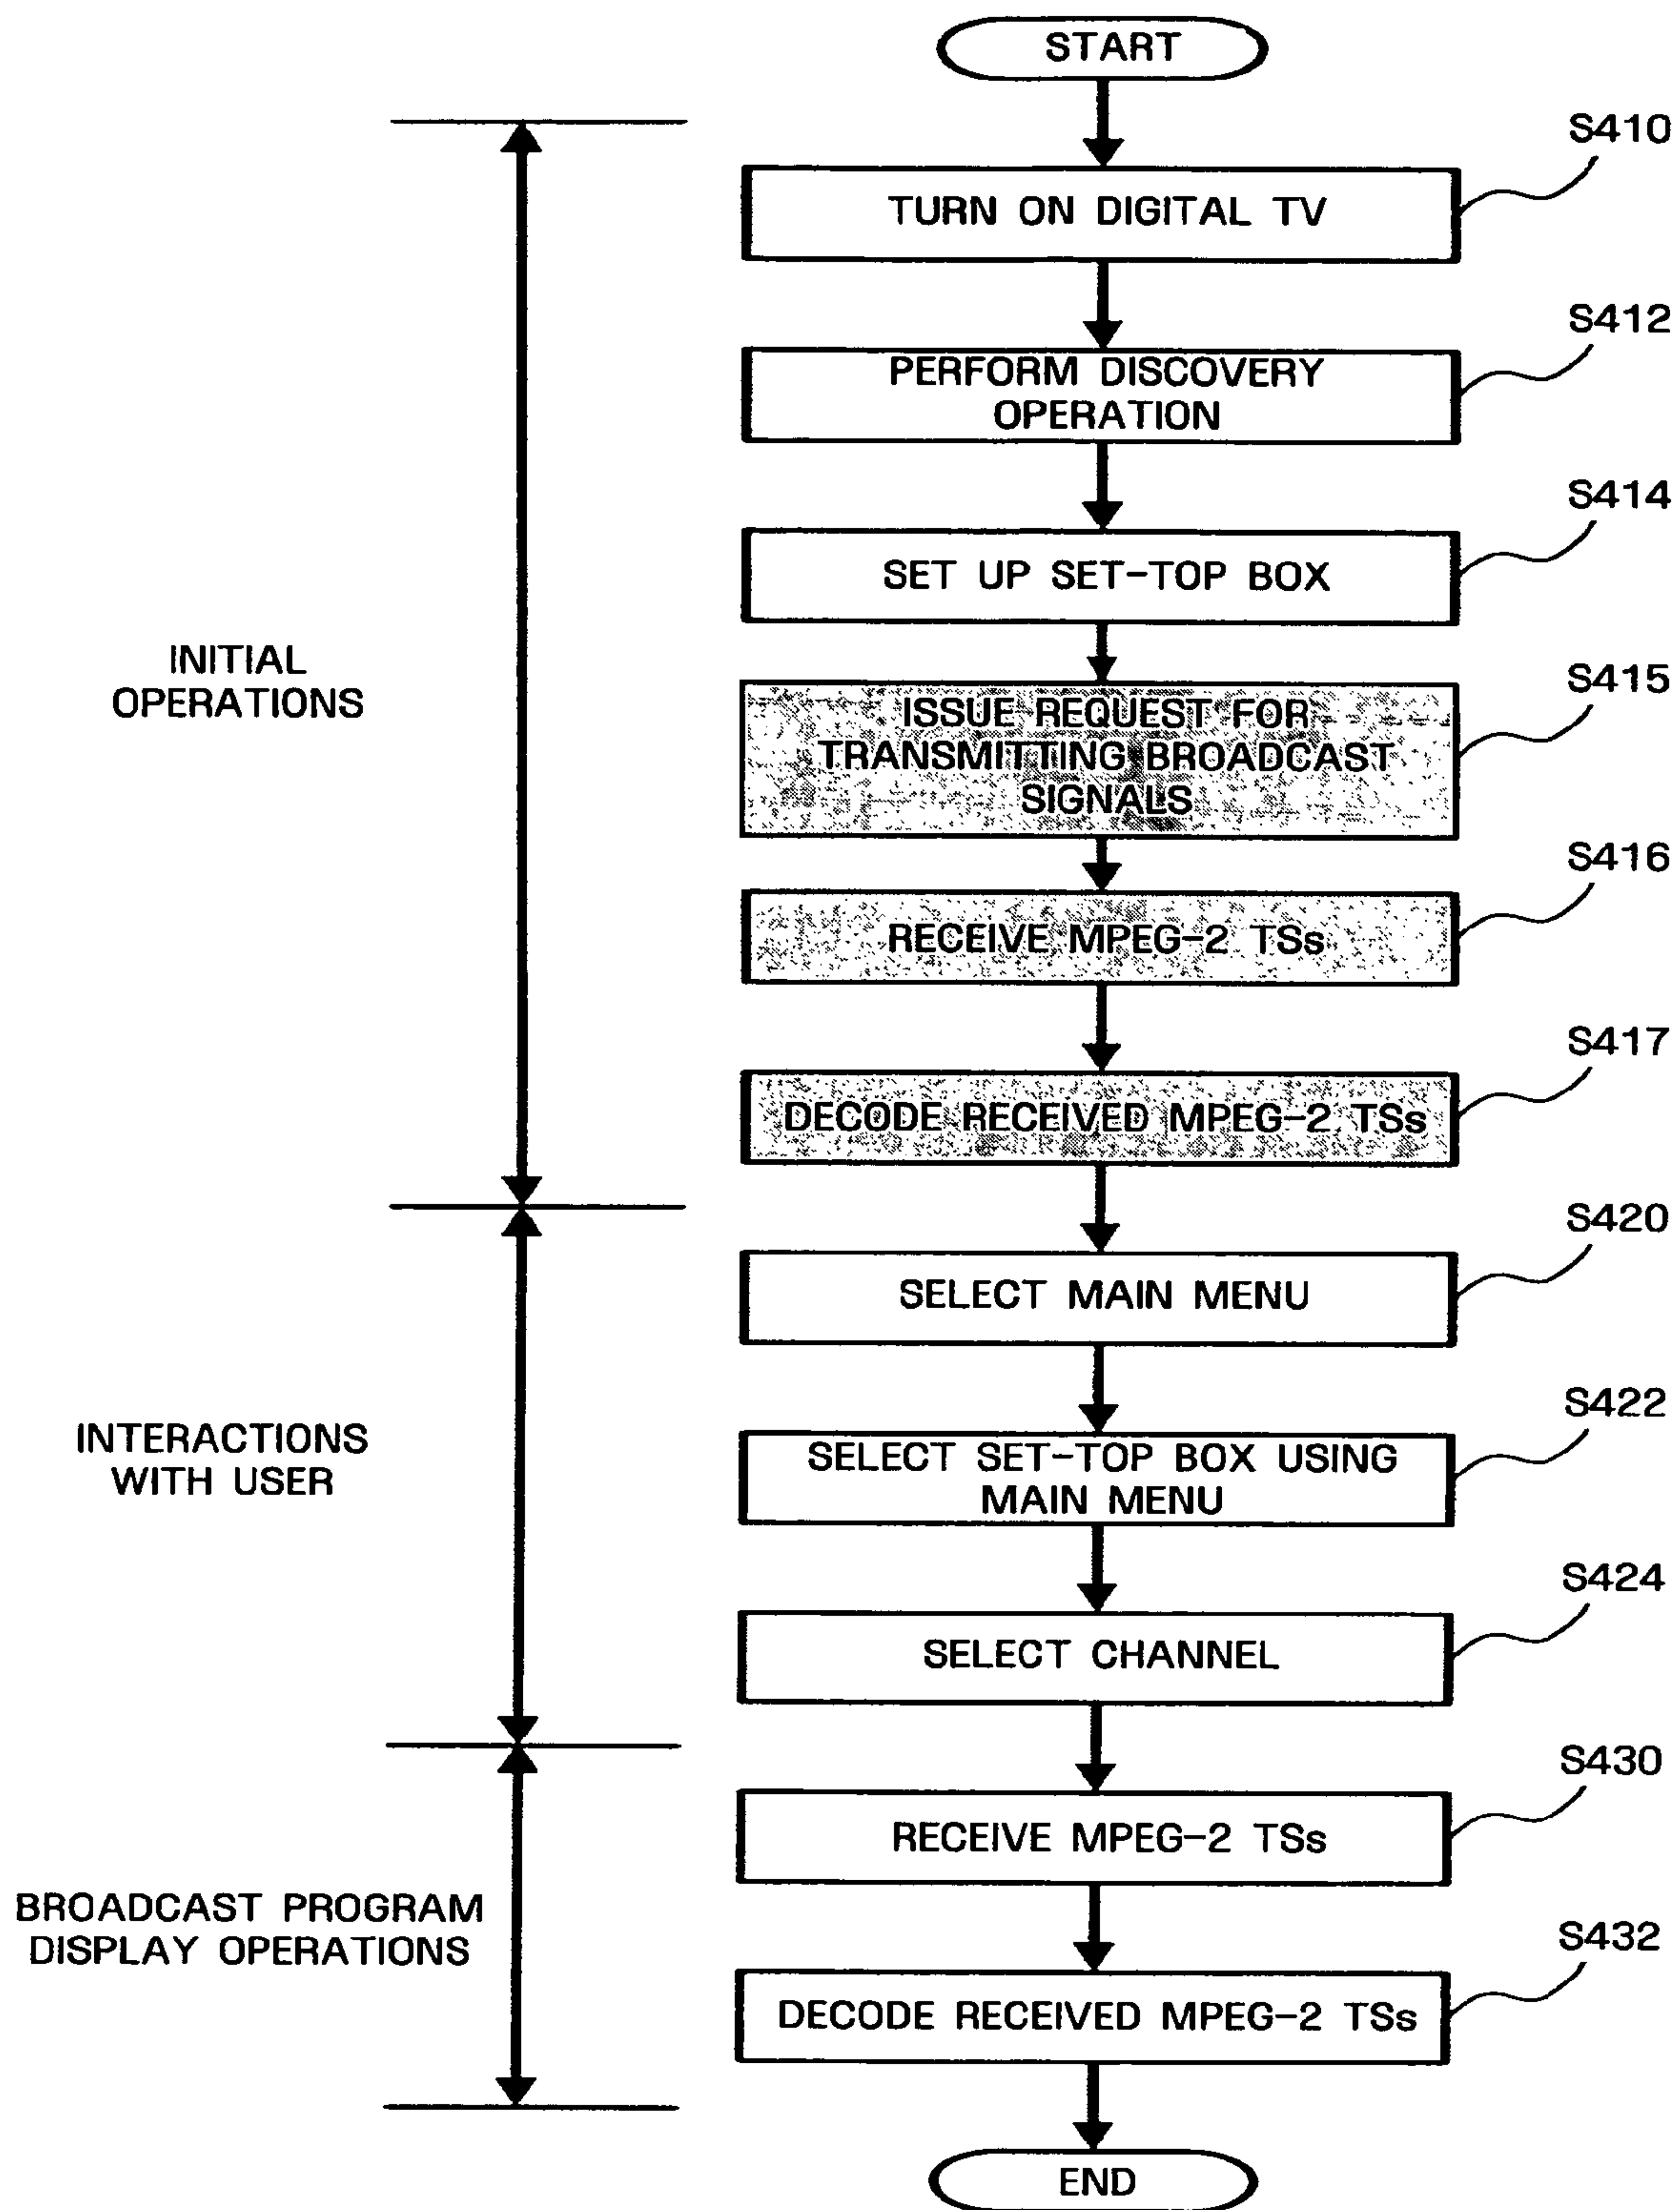 START
S410
TURN ON DIGITAL TV
S412
PERFORM DISCOVERY
OPERATION
S414
SET UP SET-TOP BOX
INITIAL
OPERATIONS
S415
ISSUE REQUEST FOR
TRANSMITTING BROADCAST
SIGNALS
S416
RECEIVE MPEG-2 TSs
S417
DECODE RECEIVED MPEG-2 TSs
S420
SELECT MAIN MENU
INTERACTIONS
WITH USER
S422
SELECT SET-TOP BOX USING
MAIN MENU
S424
SELECT CHANNEL
S430
RECEIVE MPEG-2 TSs
BROADCAST PROGRAM
DISPLAY OPERATIONS
S432
DECODE RECEIVED MPEG-2 TSs
END